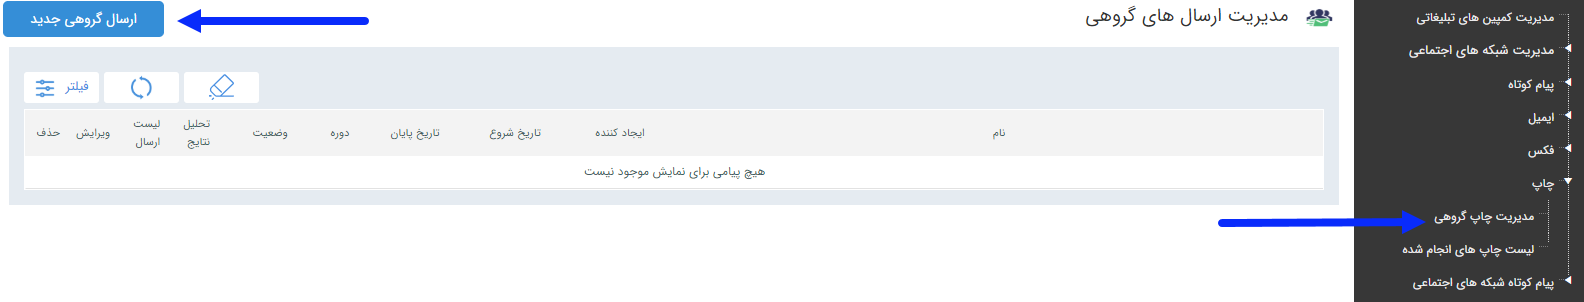 مدیریت ارسال های گروهی
ارسال گروهی جدید
فیلتر
نام
ایجاد کننده
تاریخ شروع
تاریخ پایان
دوره
وضعیت
تحلیل
نتایج
لیست
ارسال
ویرایش
حذف
هیچ پیامی برای نمایش موجود نیست
مدیریت کمپین های تبلیغاتی
مدیریت شبکه های اجتماعی
پیام کوتاه
ایمیل
فکس
چاپ
مدیریت چاپ گروهی
لیست چاپ های انجام شده
پیام کوتاه شبکه های اجتماعی